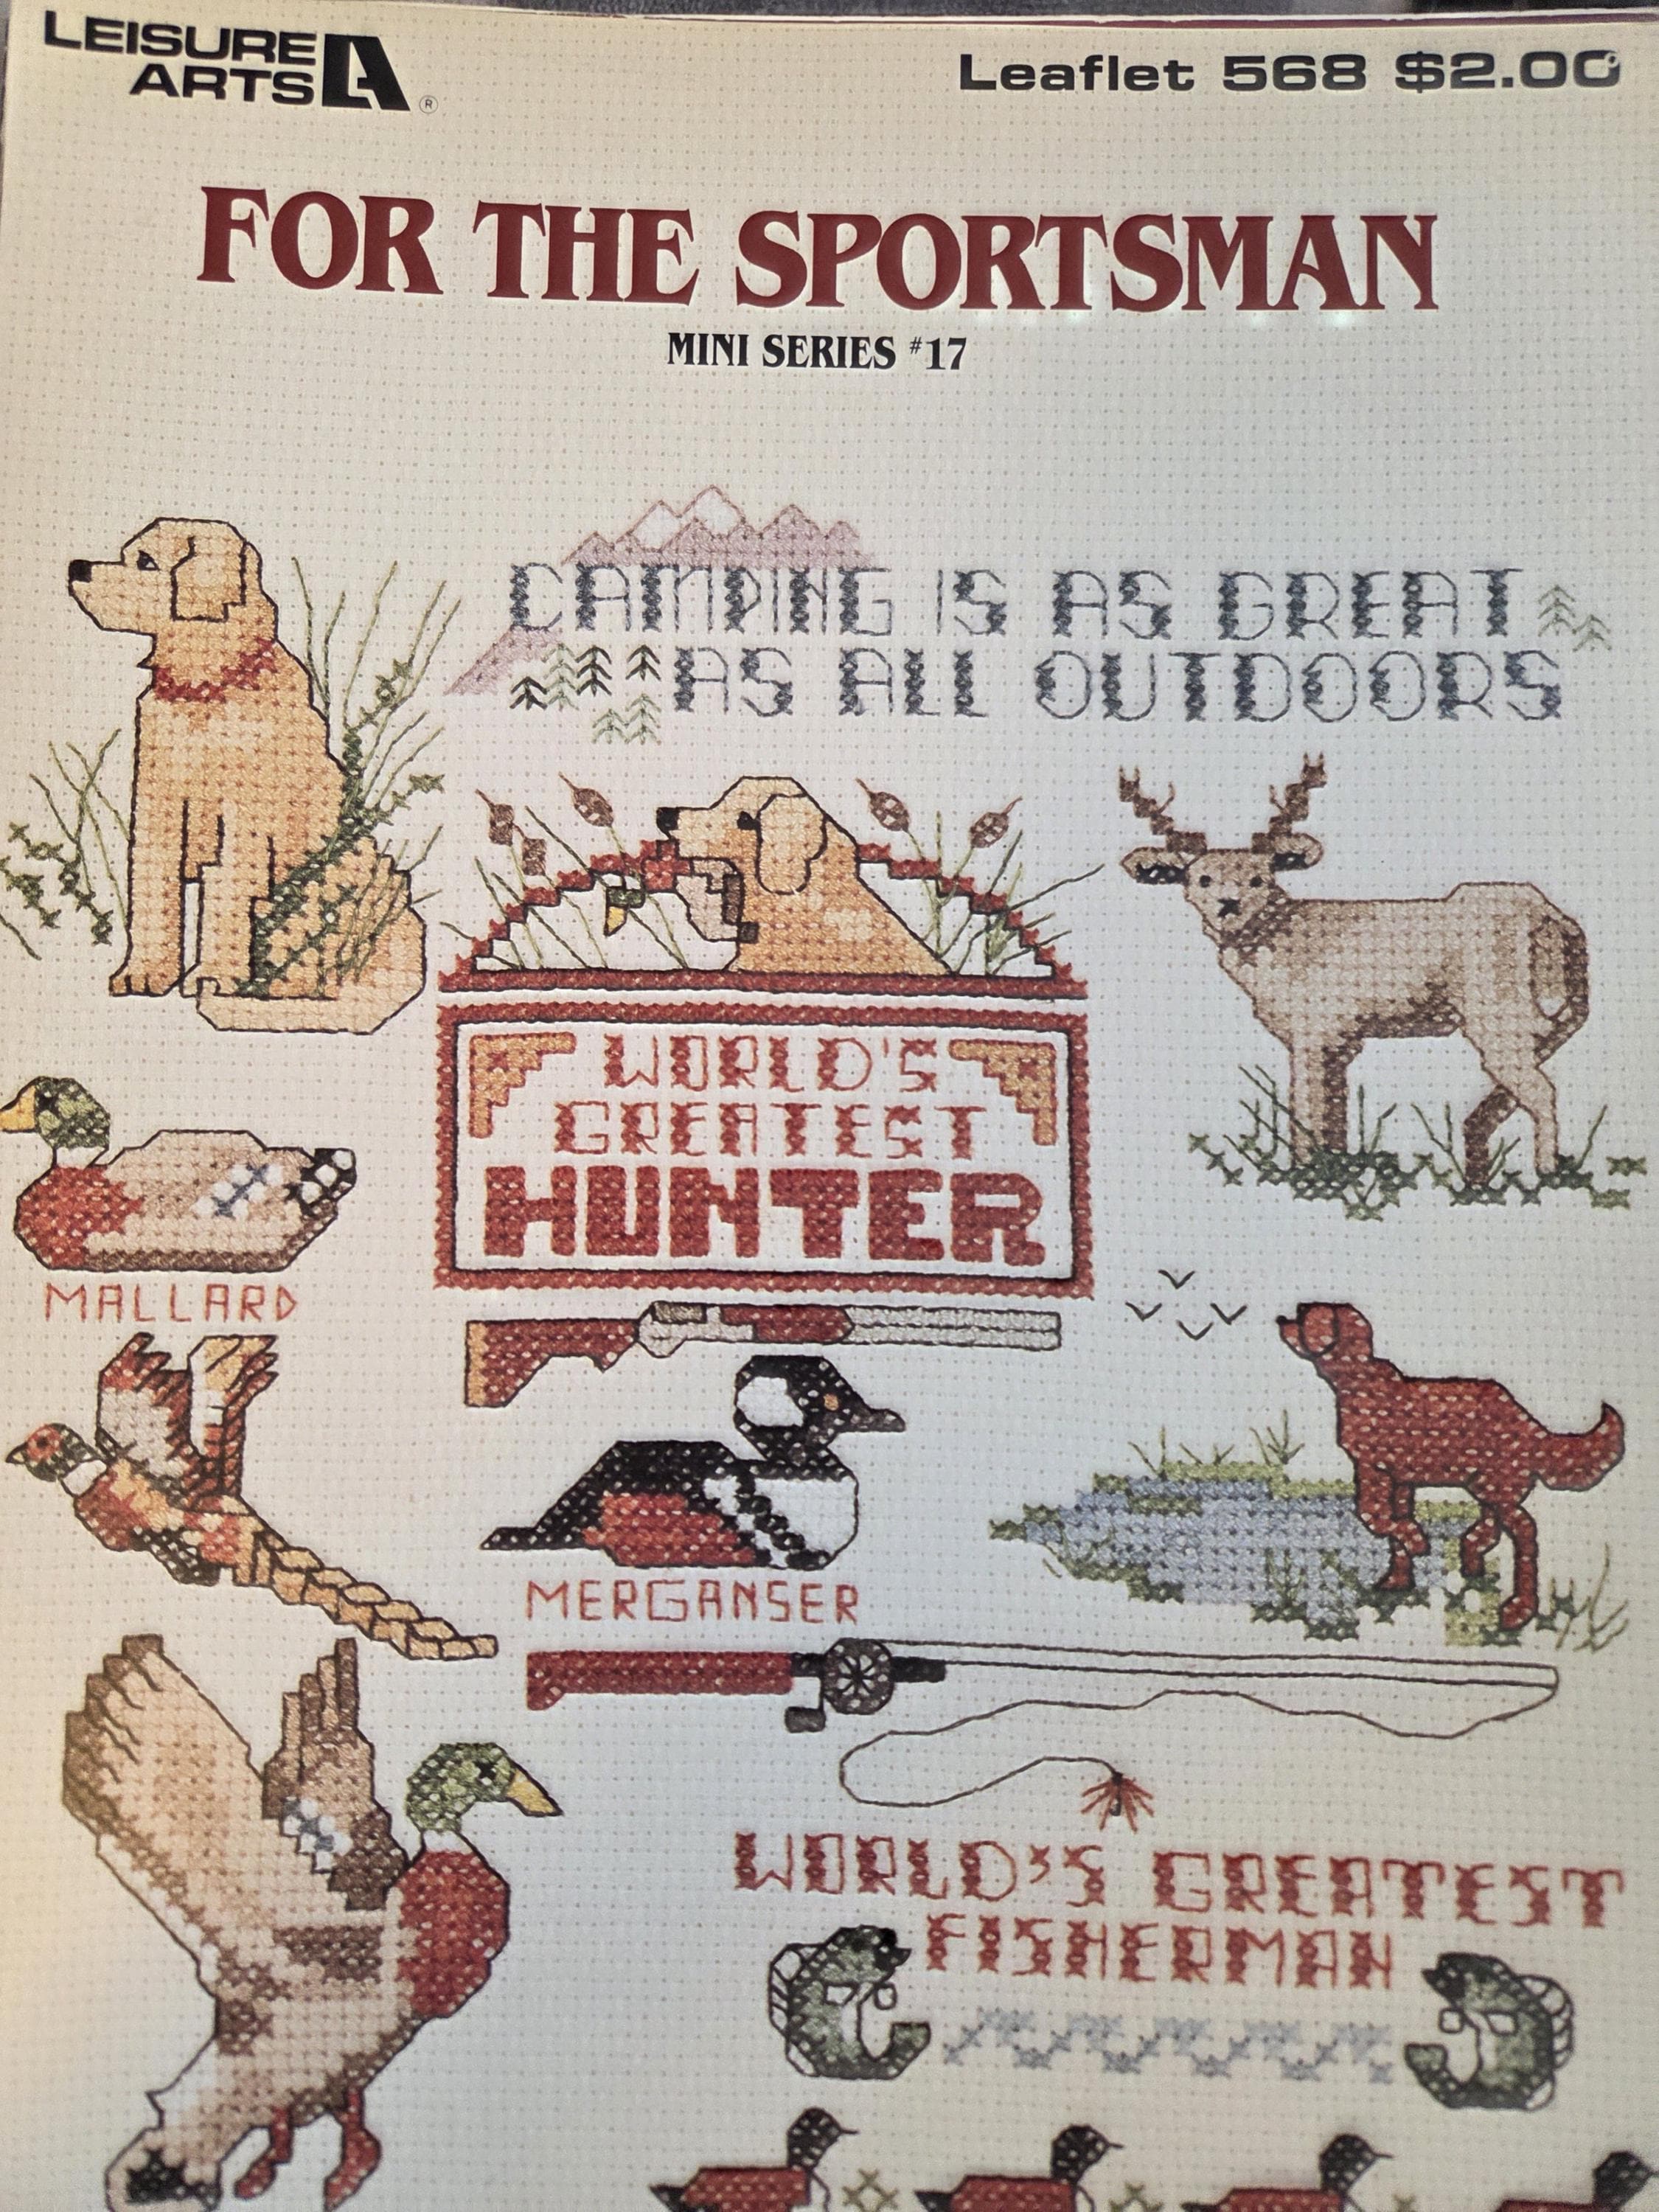 LEISURE
ARTS LA ®
Leaflet 568 $2.00
FOR THE SPORTSMAN
MINI SERIES #17
CAMPING IS AS GREAT
AS ALL OUTDOORS
WORLD'S
GREATEST
HUNTER
MALLARD
MERGANSER
WORLD'S GREATEST
FISHERMAN